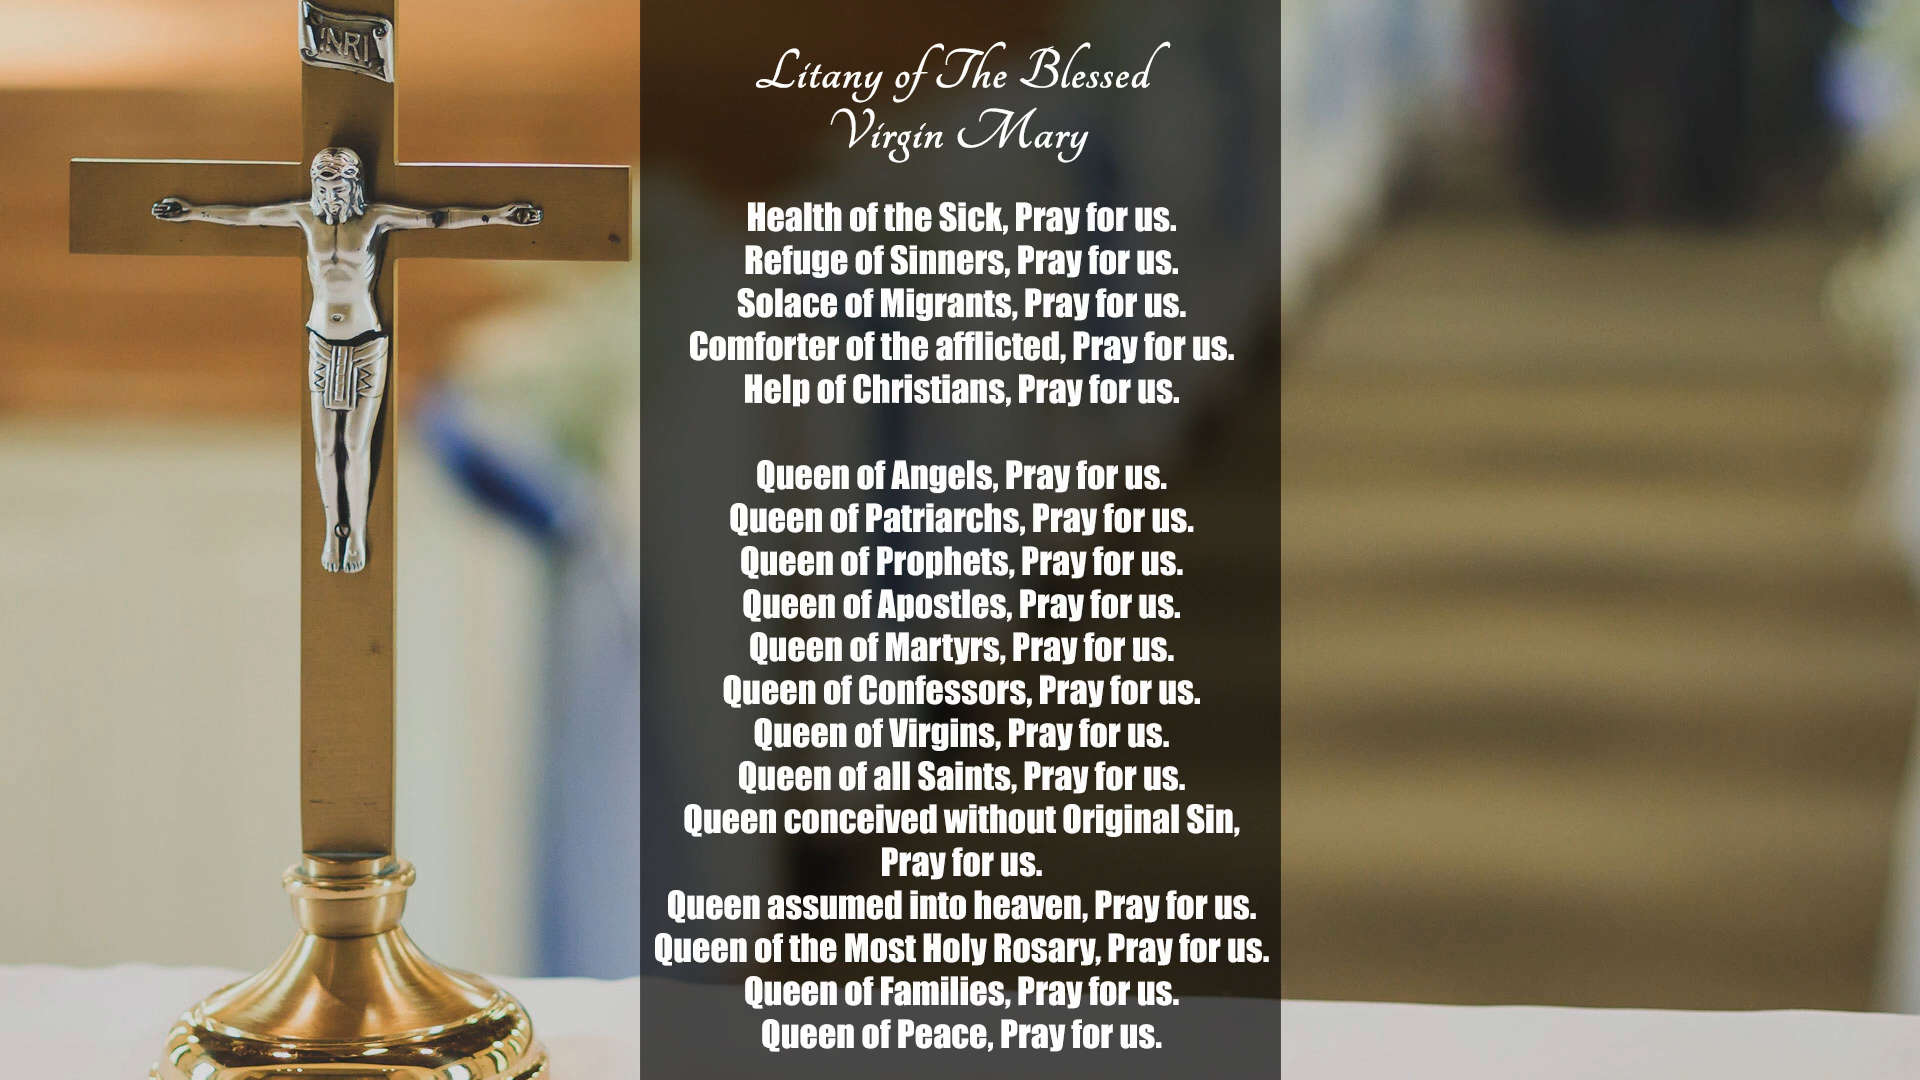 INRI
Litany of The Blessed
Virgin Mary
Health of the Sick, Pray for us.
Refuge of Sinners, Pray for us.
Solace of Migrants, Pray for us.
Comforter of the afflicted, Pray for us.
Help of Christians, Pray for us.
Queen of Angels, Pray for us.
Queen of Patriarchs, Pray for us.
Queen of Prophets, Pray for us.
Queen of Apostles, Pray for us.
Queen of Martyrs, Pray for us.
Queen of Confessors, Pray for us.
Queen of Virgins, Pray for us.
Queen of all Saints, Pray for us.
Queen conceived without Original Sin,
Pray for us.
Queen assumed into heaven, Pray for us.
Queen of the Most Holy Rosary, Pray for us.
Queen of Families, Pray for us.
Queen of Peace, Pray for us.